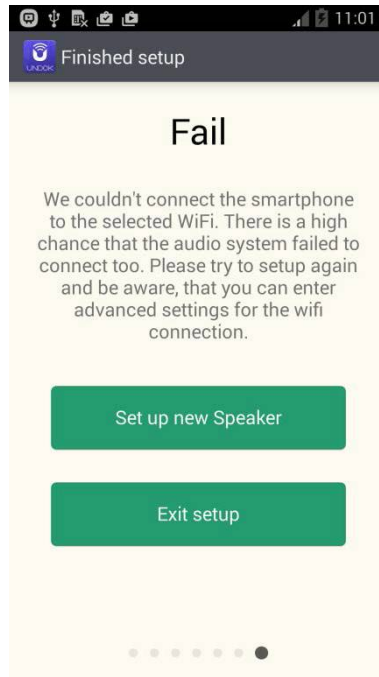 11:01
UNDOK
Finished setup
Fail
We couldn't connect the smartphone
to the selected WiFi. There is a high
chance that the audio system failed to
connect too. Please try to setup again
and be aware, that you can enter
advanced settings for the wifi
connection.
Set up new Speaker
Exit setup